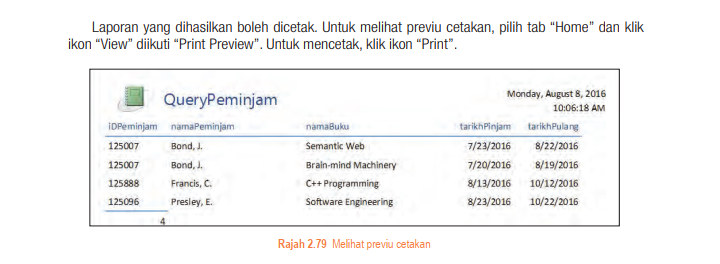 Laporan yang dihasilkan boleh dicetak. Untuk melihat previu cetakan, pilih tab “Home” dan klik
ikon “View” diikuti “Print Preview”. Untuk mencetak, klik ikon “Print”.
QueryPeminjam
Monday, August 8, 2016
10:06:18 AM
IDPeminjam namaPeminjam namaBuku tarikhPinjam tarikhPulang
125007 Bond, J. Semantic Web 7/23/2016 8/22/2016
125007 Bond, J. Brain-mind Machinery 7/20/2016 8/19/2016
125888 Francis, C. C++ Programming 8/13/2016 10/12/2016
125096 Presley, E. Software Engineering 8/23/2016 10/22/2016
4
Rajah 2.79 Melihat previu cetakan